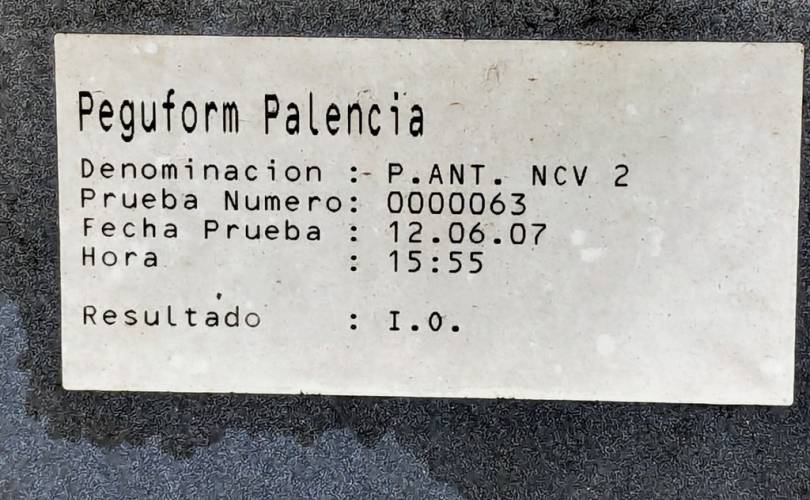 Peguform Palencia
Denominacion : P.ANT. NCV 2
Prueba Numero: 0000063
Fecha Prueba : 12.06.07
Hora : 15:55
Resultado : I.O.